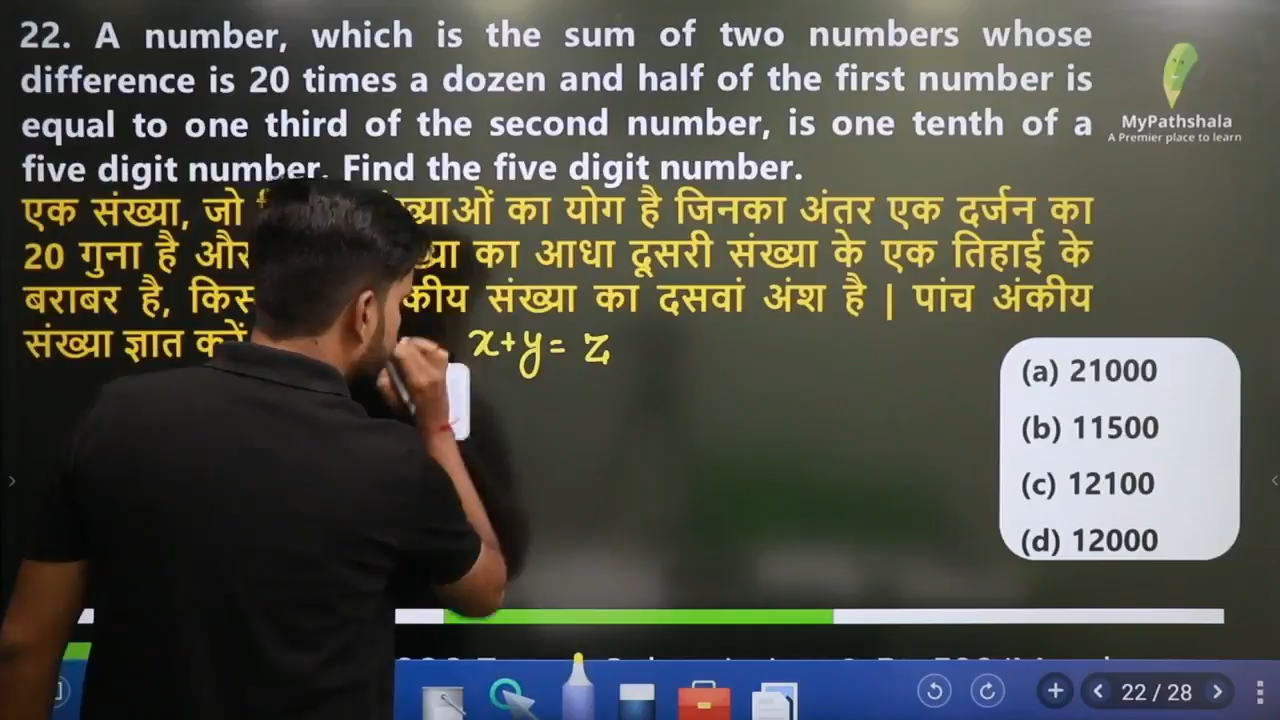 22. A number, which is the sum of two numbers whose
difference is 20 times a dozen and half of the first number is
equal to one third of the second number, is one tenth of a
five digit number. Find the five digit number.
एक संख्या, जो का योग है जिनका अंतर एक दर्जन का
20 गुना है का आधा दूसरी संख्या के एक तिहाई के
बराबर है, संख्या का दसवां अंश है | पांच अंकीय
संख्या ज्ञात करें
x+y= z
(a) 21000
(b) 11500
(c) 12100
(d) 12000
MyPathshala
A Premier place to learn
22 / 28